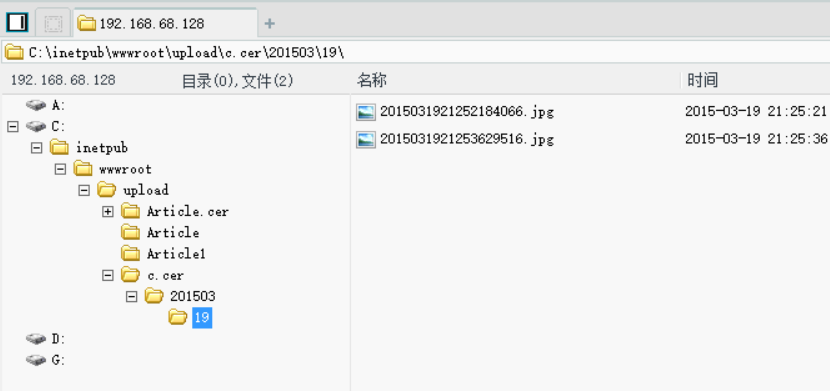 192.168.68.128
C:\inetpub\wwwroot\upload\c.cer\201503\19\
192.168.68.128 目录(0),文件(2) 名称 时间
A:
C:
inetpub
wwwroot
upload
Article.cer
Article
Article1
c.cer
201503
19
D:
G:
2015031921252184066.jpg 2015-03-19 21:25:21
2015031921253629516.jpg 2015-03-19 21:25:36